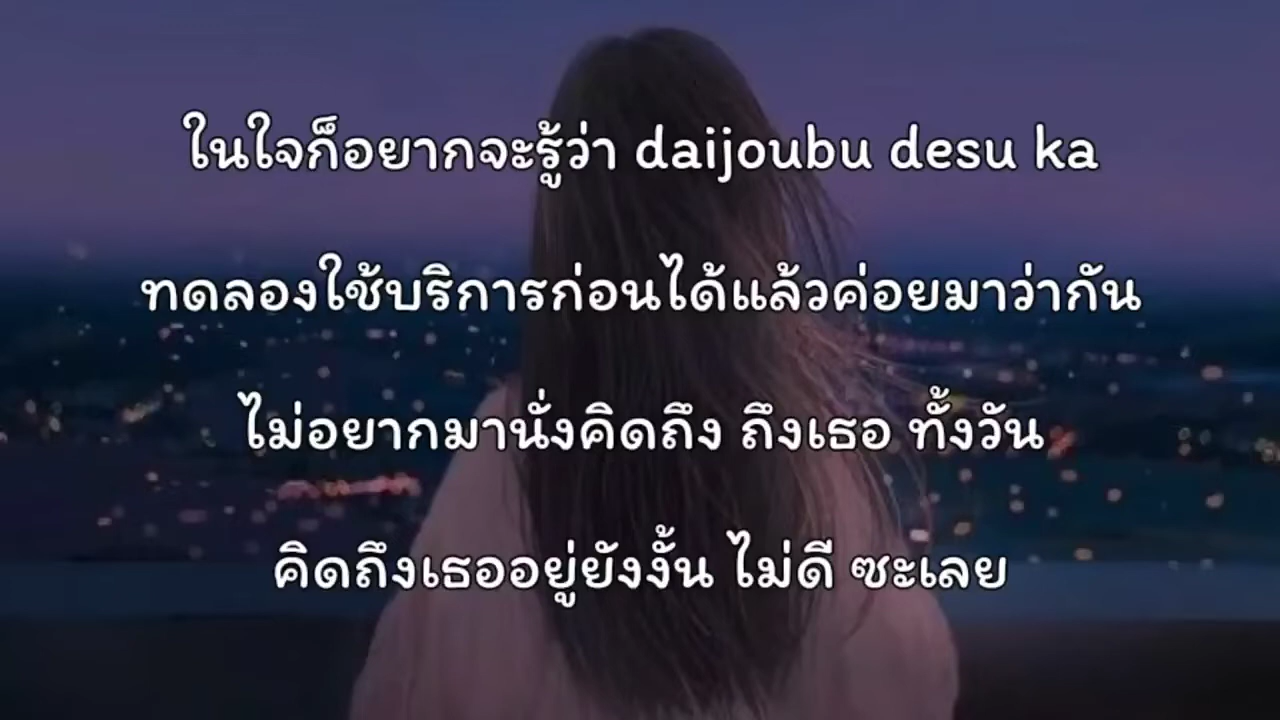 ในใจก็อยากจะรู้ว่า daijoubu desu ka
ทดลองใช้บริการก่อนได้แล้วค่อยมาว่ากัน
ไม่อยากมานั่งคิดถึง ถึงเธอ ทั้งวัน
คิดถึงเธออยู่ยังงั้น ไม่ดี ซะเลย